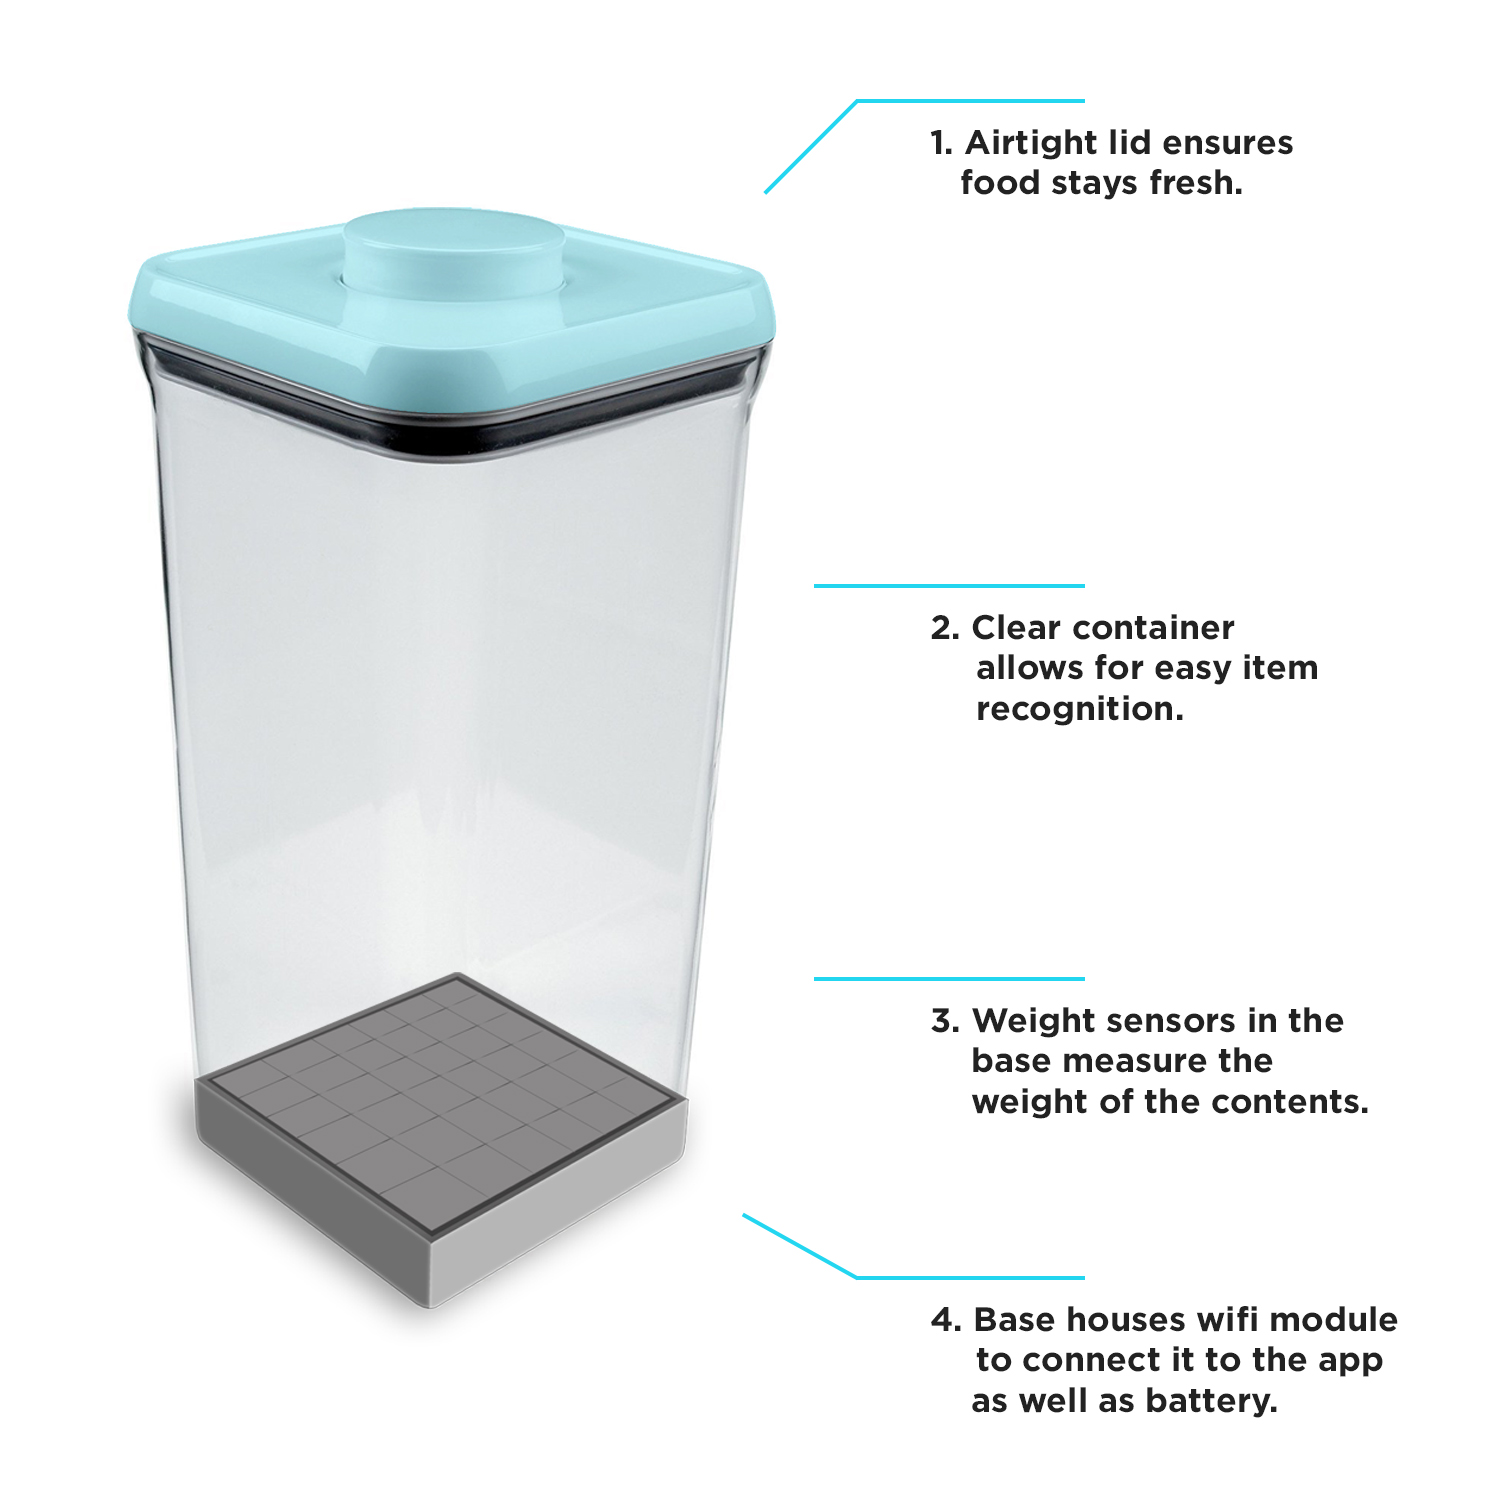 1. Airtight lid ensures
food stays fresh.
2. Clear container
allows for easy item
recognition.
3. Weight sensors in the
base measure the
weight of the contents.
4. Base houses wifi module
to connect it to the app
as well as battery.